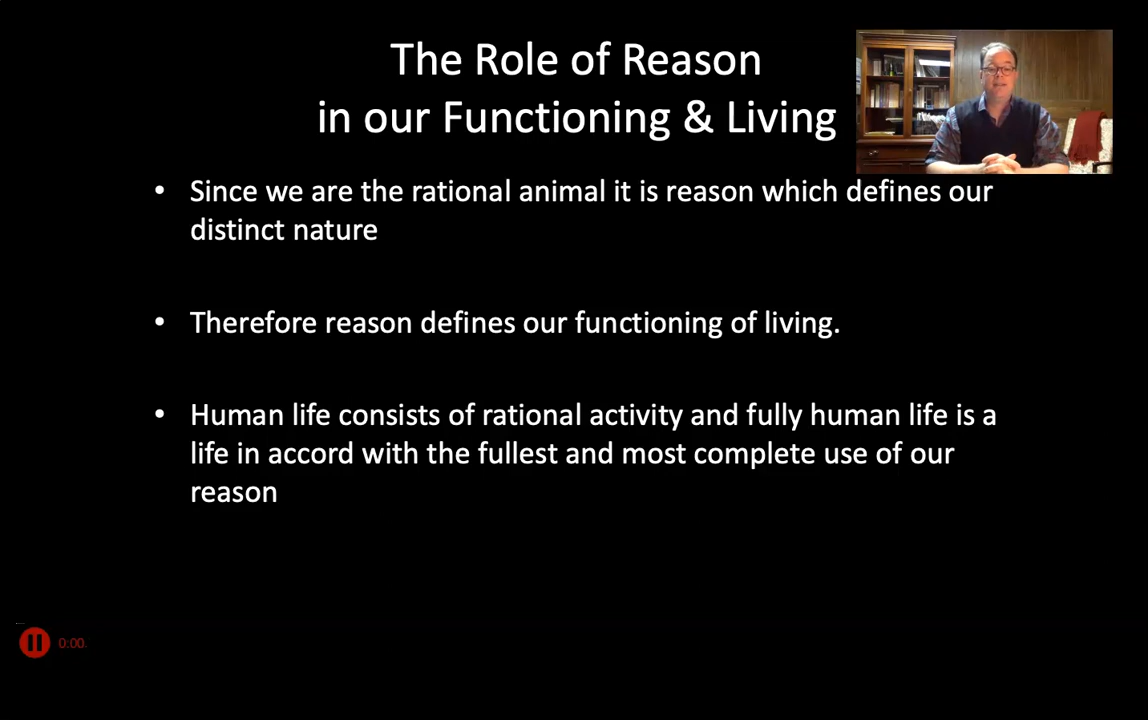 The Role of Reason
in our Functioning & Living
• Since we are the rational animal it is reason which defines our
distinct nature
• Therefore reason defines our functioning of living.
• Human life consists of rational activity and fully human life is a
life in accord with the fullest and most complete use of our
reason
0:00.